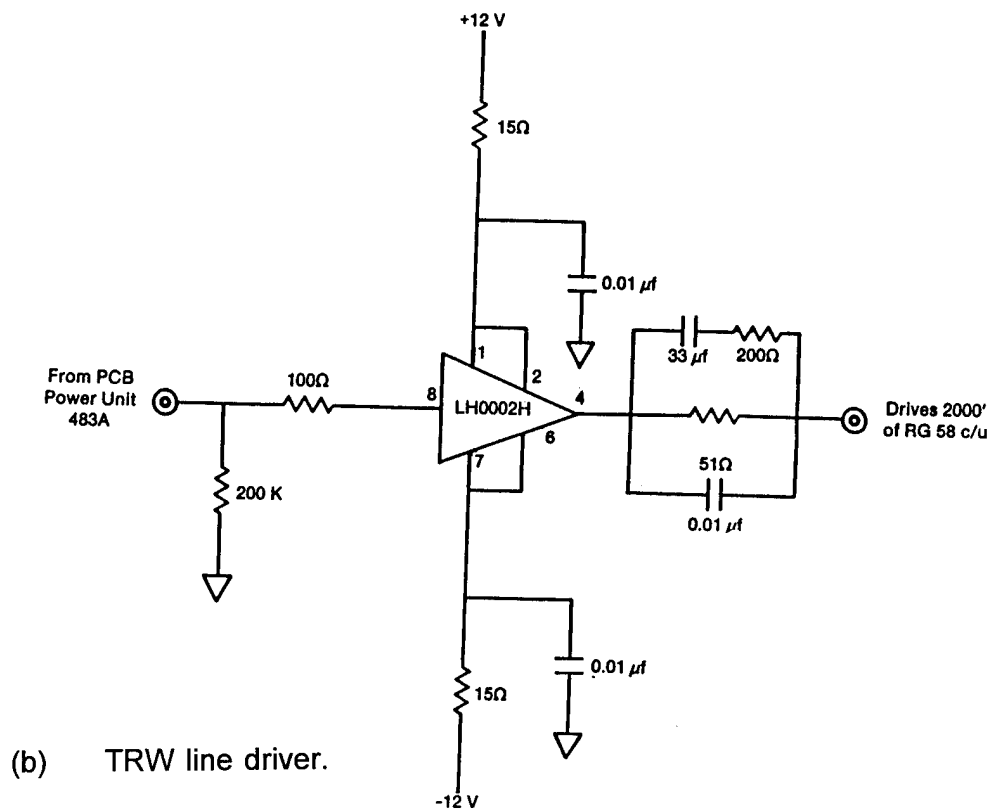 +12 V
15Ω
0.01 µf
1
2
33 µf
200Ω
From PCB
Power Unit
483A
100Ω
8
LH0002H
4
Drives 2000'
of RG 58 c/u
6
7
51Ω
0.01 µf
200 K
0.01 µf
15Ω
(b) TRW line driver.
-12 V